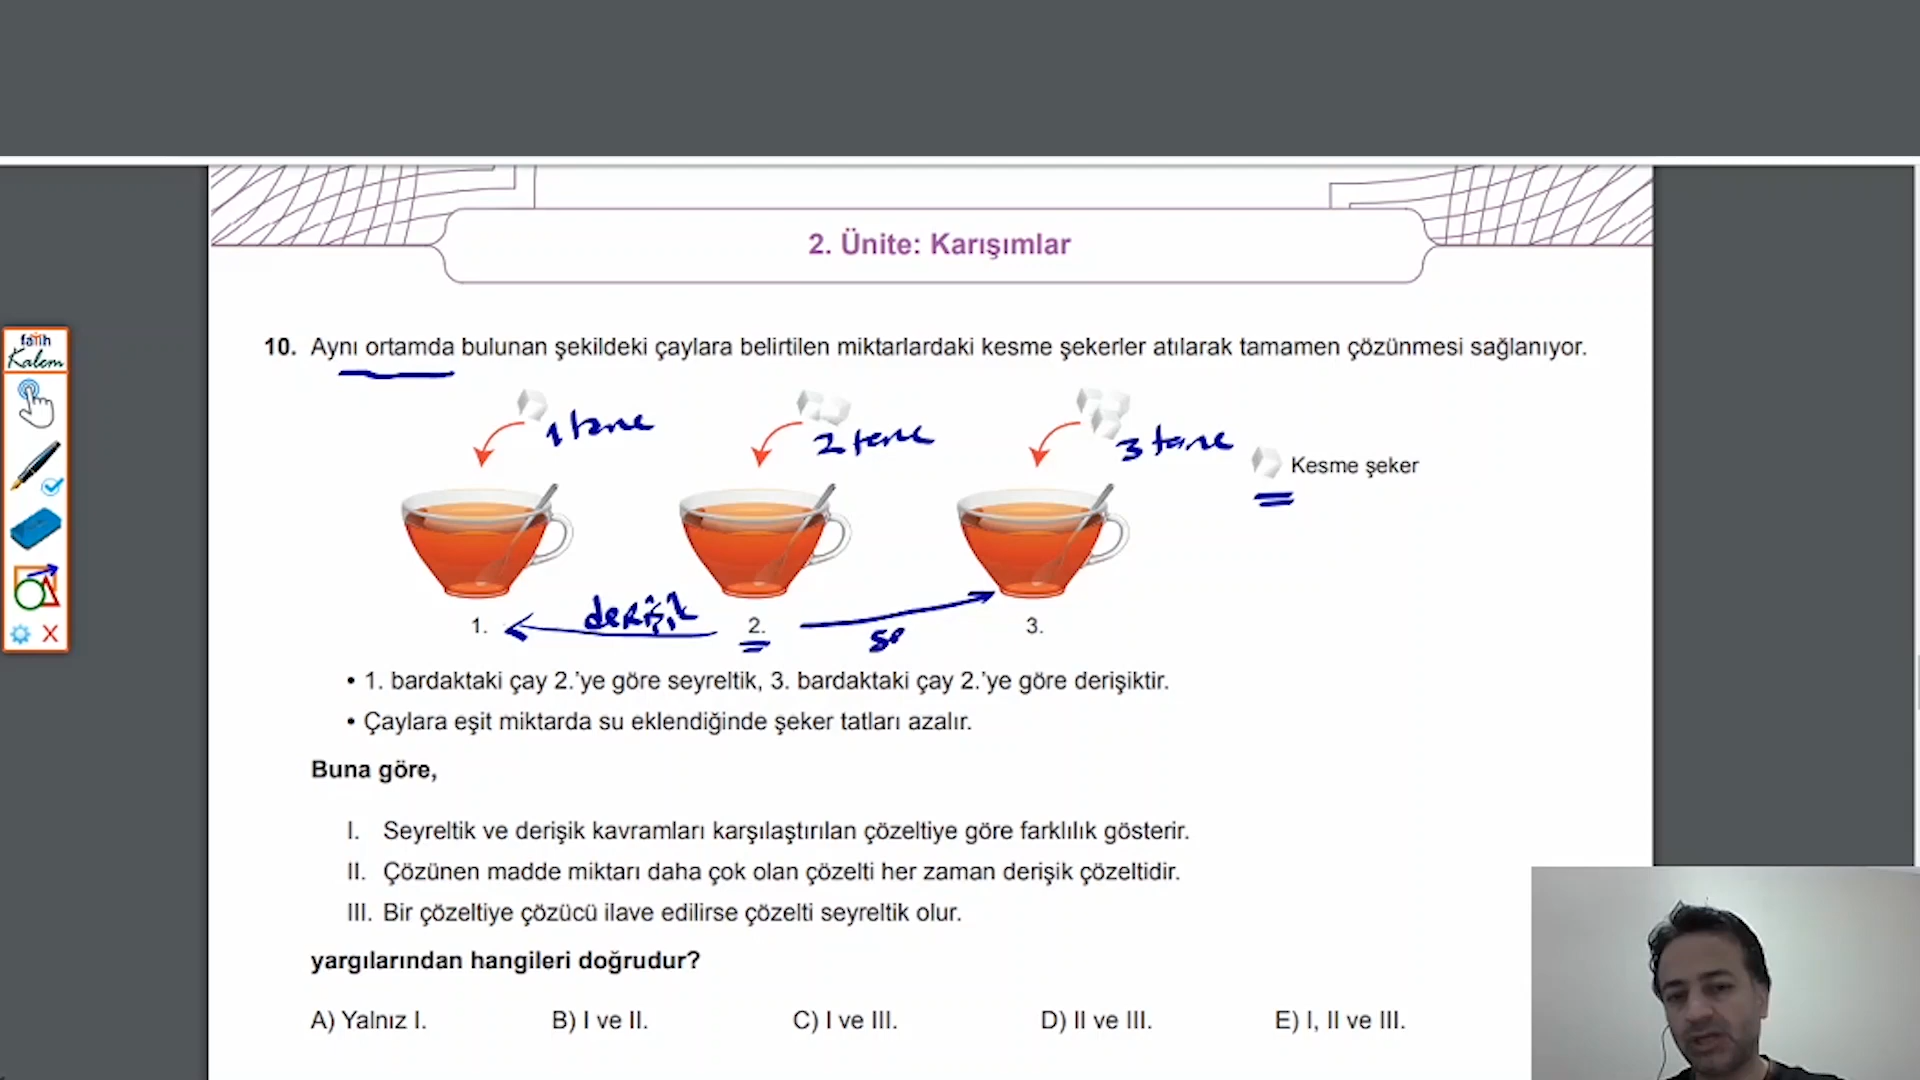 2. Ünite: Karışımlar
fatih
Kalem
10. Aynı ortamda bulunan şekildeki çaylara belirtilen miktarlardaki kesme şekerler atılarak tamamen çözünmesi sağlanıyor.
1 tane
2 tane
3 tane
Kesme şeker
derişik
se
1.
2.
3.
• 1. bardaktaki çay 2.'ye göre seyreltik, 3. bardaktaki çay 2.'ye göre derişiktir.
• Çaylara eşit miktarda su eklendiğinde şeker tatları azalır.
Buna göre,
I. Seyreltik ve derişik kavramları karşılaştırılan çözeltiye göre farklılık gösterir.
II. Çözünen madde miktarı daha çok olan çözelti her zaman derişik çözeltidir.
III. Bir çözeltiye çözücü ilave edilirse çözelti seyreltik olur.
yargılarından hangileri doğrudur?
A) Yalnız I. B) I ve II. C) I ve III. D) II ve III. E) I, II ve III.